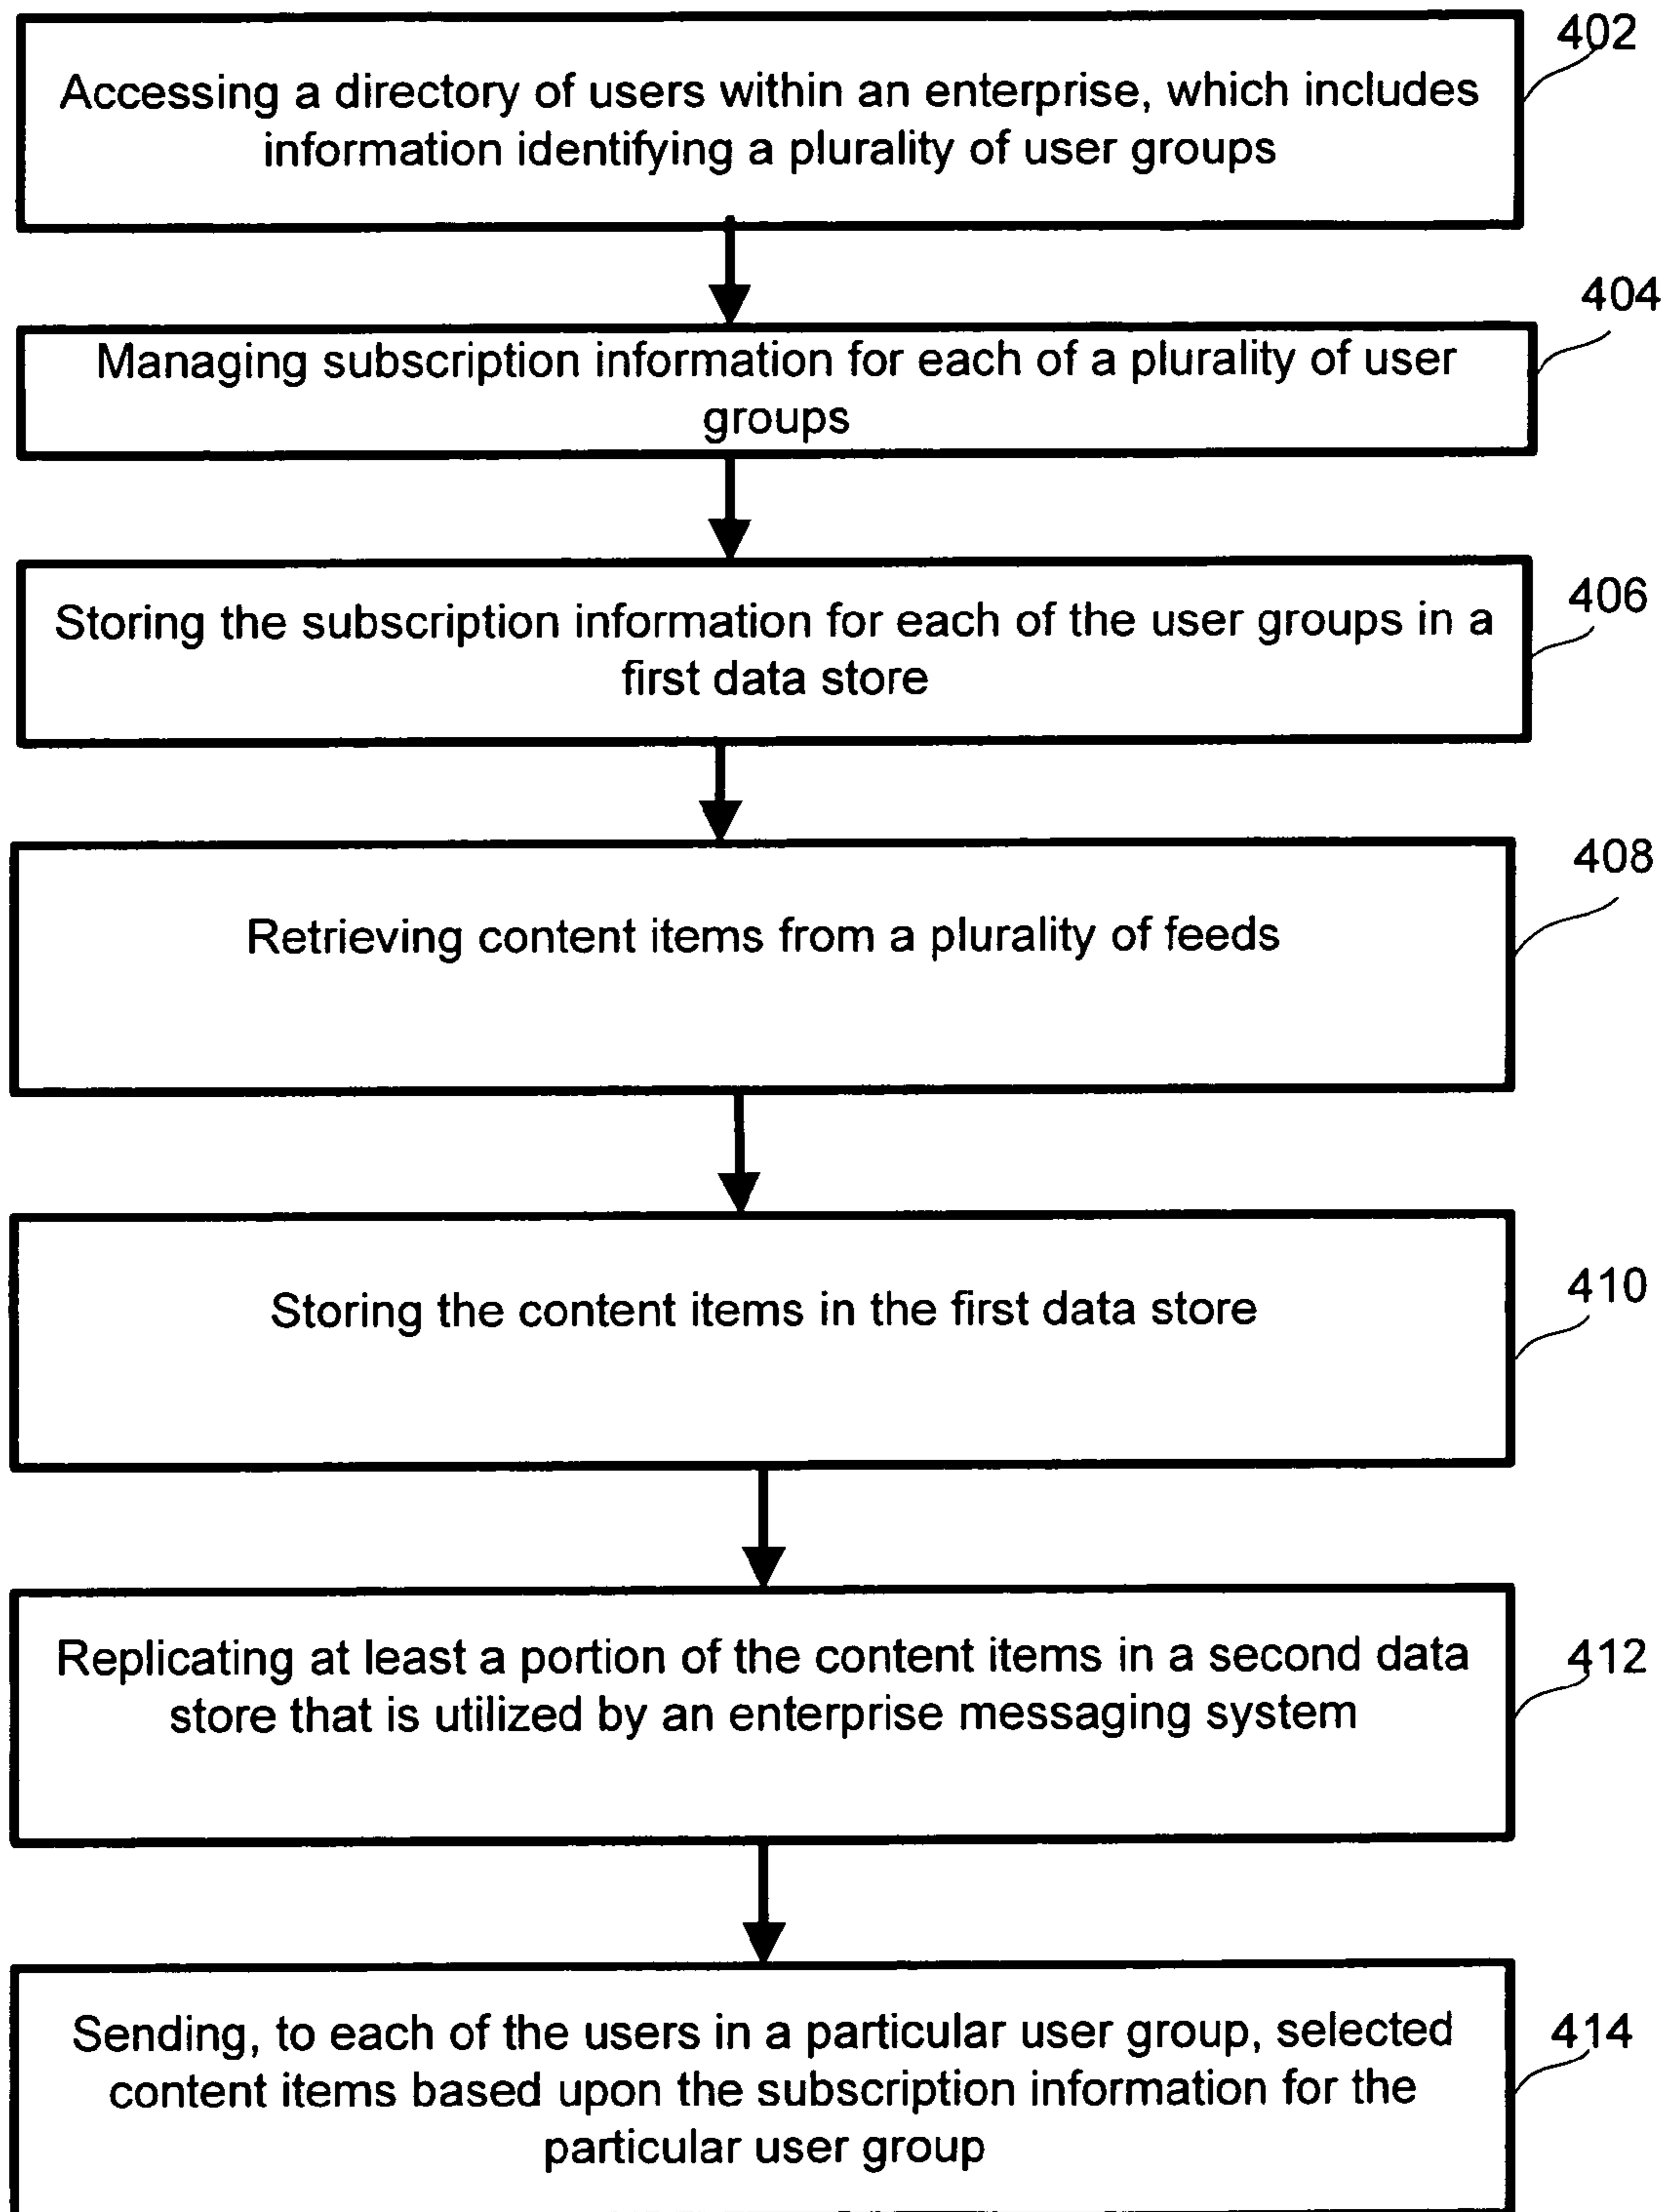 402
Accessing a directory of users within an enterprise, which includes
information identifying a plurality of user groups
404
Managing subscription information for each of a plurality of user
groups
406
Storing the subscription information for each of the user groups in a
first data store
408
Retrieving content items from a plurality of feeds
410
Storing the content items in the first data store
412
Replicating at least a portion of the content items in a second data
store that is utilized by an enterprise messaging system
414
Sending, to each of the users in a particular user group, selected
content items based upon the subscription information for the
particular user group